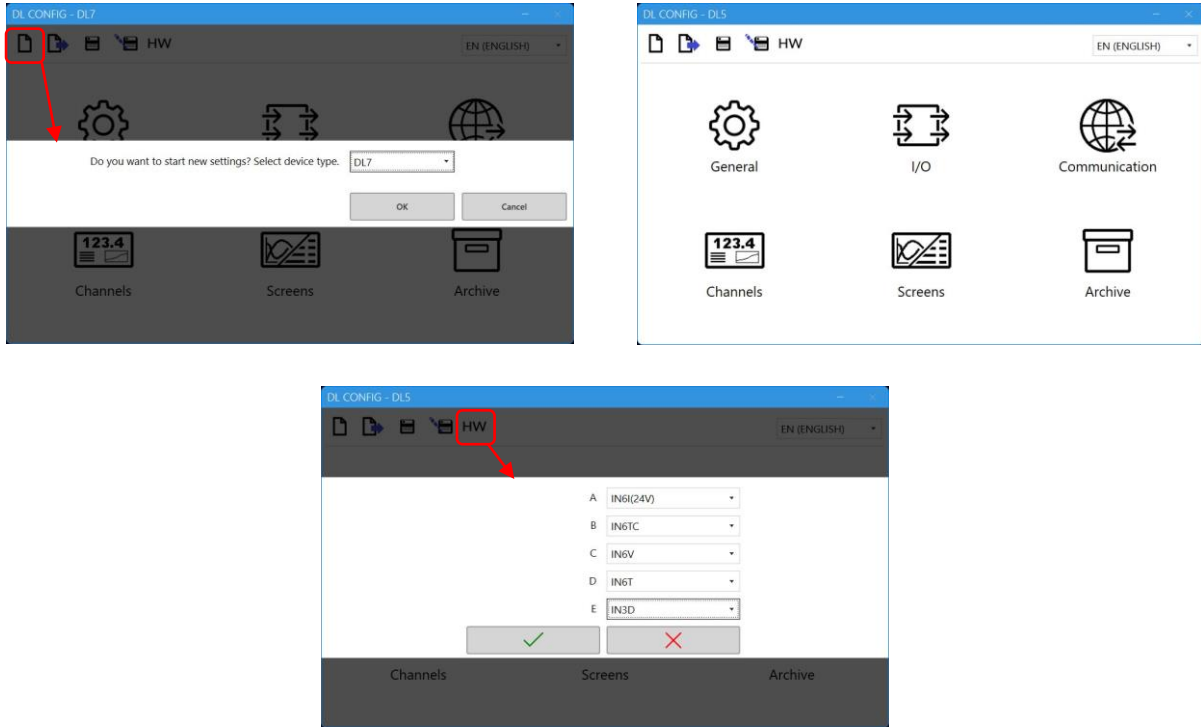 DL CONFIG - DL7
HW
EN (ENGLISH)
Do you want to start new settings? Select device type.
DL7
OK
Cancel
123.4
Channels
Screens
Archive
DL CONFIG - DL5
HW
EN (ENGLISH)
General
I/O
Communication
123.4
Channels
Screens
Archive
DL CONFIG - DL5
HW
EN (ENGLISH)
A IN6I(24V)
B IN6TC
C IN6V
D IN6T
E IN3D
Channels
Screens
Archive